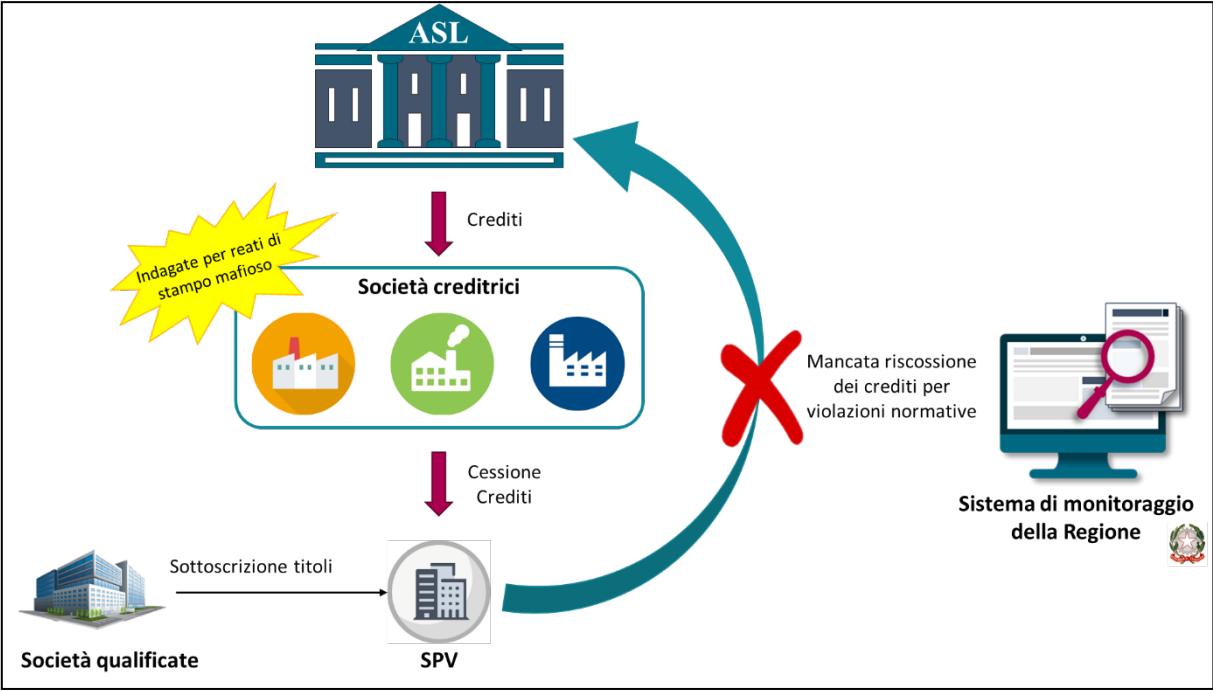 ASL
Crediti
Indagate per reati di
stampo mafioso
Società creditrici
Mancata riscossione
dei crediti per
violazioni normative
Cessione
Crediti
Sistema di monitoraggio
della Regione
Sottoscrizione titoli
Società qualificate
SPV